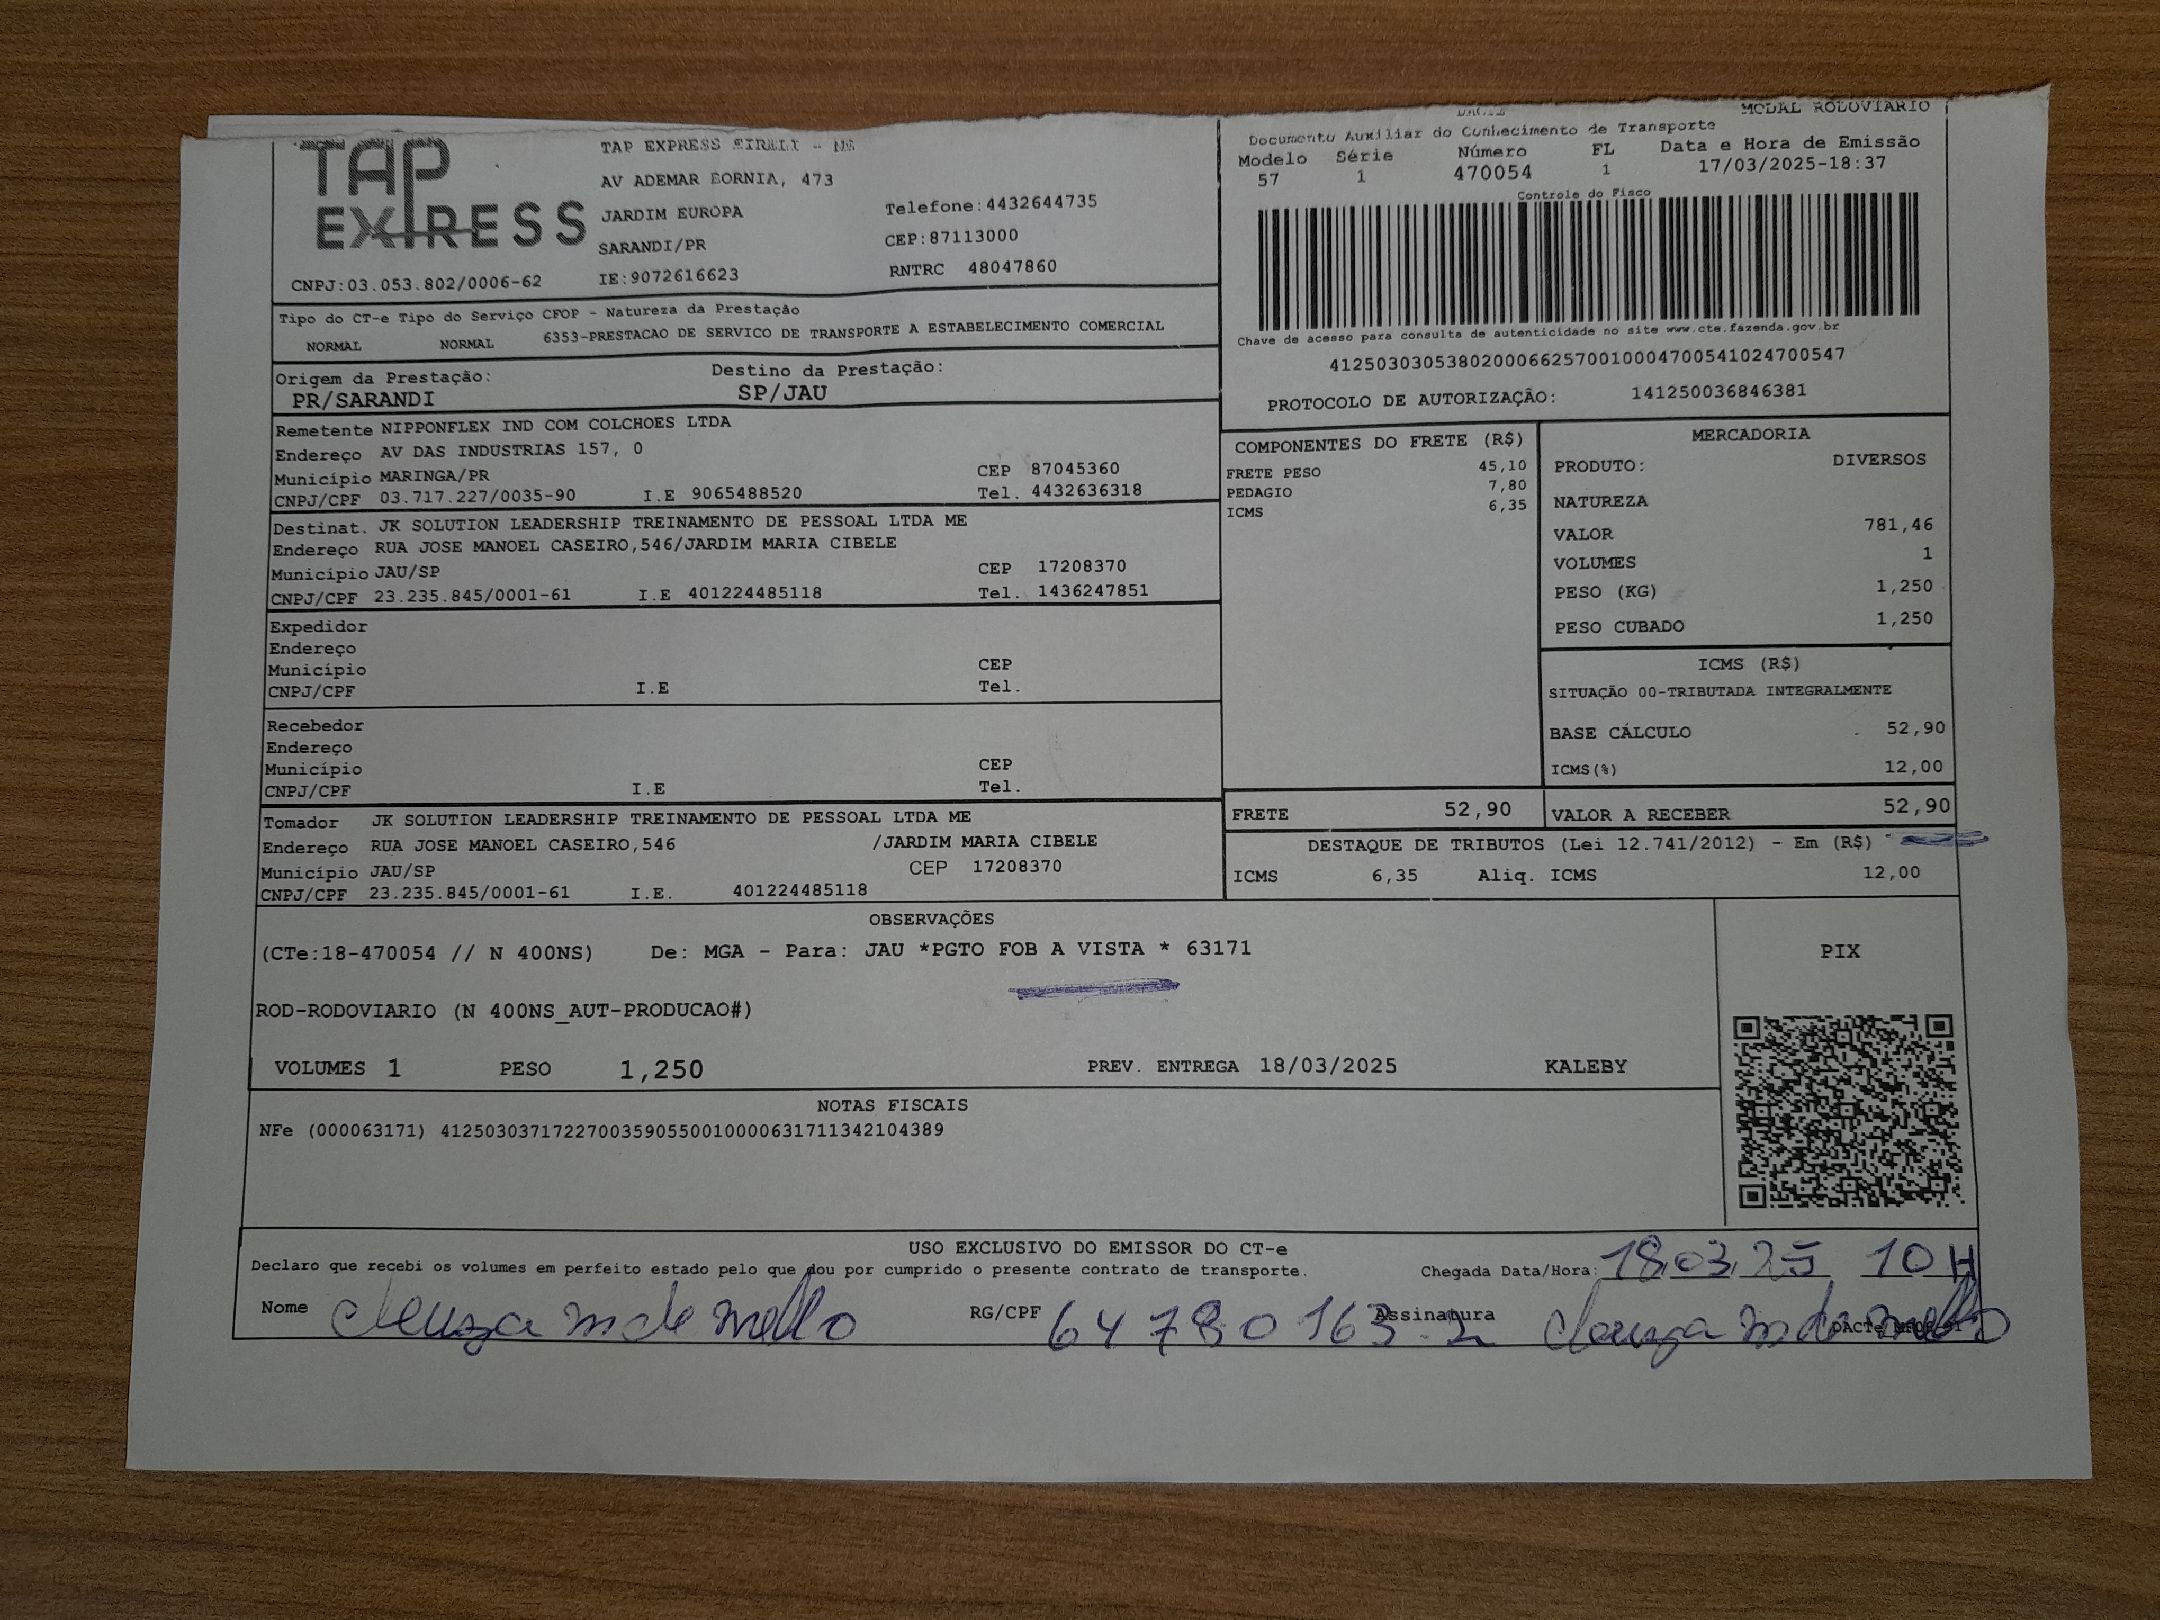 MODAL RODOVIARIO
TAP EXPRESS
TAP EXPRESS EIRELI - ME
AV ADEMAR BORNIA, 473
JARDIM EUROPA Telefone:4432644735
SARANDI/PR CEP:87113000
CNPJ:03.053.802/0006-62 IE:9072616623 RNTRC 48047860
Documento Auxiliar do Conhecimento de Transporte
Modelo Série Número FL Data e Hora de Emissão
57 1 470054 1 17/03/2025-18:37
Controle do Fisco
Chave de acesso para consulta de autenticidade no site www.cte.fazenda.gov.br
41250303053802000662570010004700541024700547
PROTOCOLO DE AUTORIZAÇÃO: 141250036846381
Tipo do CT-e Tipo do Serviço CFOP - Natureza da Prestação
NORMAL NORMAL 6353-PRESTACAO DE SERVICO DE TRANSPORTE A ESTABELECIMENTO COMERCIAL
Origem da Prestação: Destino da Prestação:
PR/SARANDI SP/JAU
Remetente NIPPONFLEX IND COM COLCHOES LTDA
Endereço AV DAS INDUSTRIAS 157, 0
Município MARINGA/PR CEP 87045360
CNPJ/CPF 03.717.227/0035-90 I.E 9065488520 Tel. 4432636318
Destinat. JK SOLUTION LEADERSHIP TREINAMENTO DE PESSOAL LTDA ME
Endereço RUA JOSE MANOEL CASEIRO,546/JARDIM MARIA CIBELE
Município JAU/SP CEP 17208370
CNPJ/CPF 23.235.845/0001-61 I.E 401224485118 Tel. 1436247851
Expedidor
Endereço
Município CEP
CNPJ/CPF I.E Tel.
Recebedor
Endereço
Município CEP
CNPJ/CPF I.E Tel.
Tomador JK SOLUTION LEADERSHIP TREINAMENTO DE PESSOAL LTDA ME
Endereço RUA JOSE MANOEL CASEIRO,546 /JARDIM MARIA CIBELE
Município JAU/SP CEP 17208370
CNPJ/CPF 23.235.845/0001-61 I.E. 401224485118
COMPONENTES DO FRETE (R$)
FRETE PESO 45,10
PEDAGIO 7,80
ICMS 6,35
MERCADORIA
PRODUTO: DIVERSOS
NATUREZA
VALOR 781,46
VOLUMES 1
PESO (KG) 1,250
PESO CUBADO 1,250
ICMS (R$)
SITUAÇÃO 00-TRIBUTADA INTEGRALMENTE
BASE CÁLCULO 52,90
ICMS(%) 12,00
FRETE 52,90 VALOR A RECEBER 52,90
DESTAQUE DE TRIBUTOS (Lei 12.741/2012) - Em (R$)
ICMS 6,35 Aliq. ICMS 12,00
OBSERVAÇÕES
(CTe:18-470054 // N 400NS) De: MGA - Para: JAU *PGTO FOB A VISTA * 63171
ROD-RODOVIARIO (N 400NS_AUT-PRODUCAO#)
VOLUMES 1 PESO 1,250 PREV. ENTREGA 18/03/2025 KALEBY
PIX
NOTAS FISCAIS
NFe (000063171) 41250303717227003590550010000631711342104389
USO EXCLUSIVO DO EMISSOR DO CT-e
Declaro que recebi os volumes em perfeito estado pelo que dou por cumprido o presente contrato de transporte. Chegada Data/Hora: 18.03.25 10 H
Nome Cleuza m de mello RG/CPF 64780163-2 Assinatura Cleuza m de mello